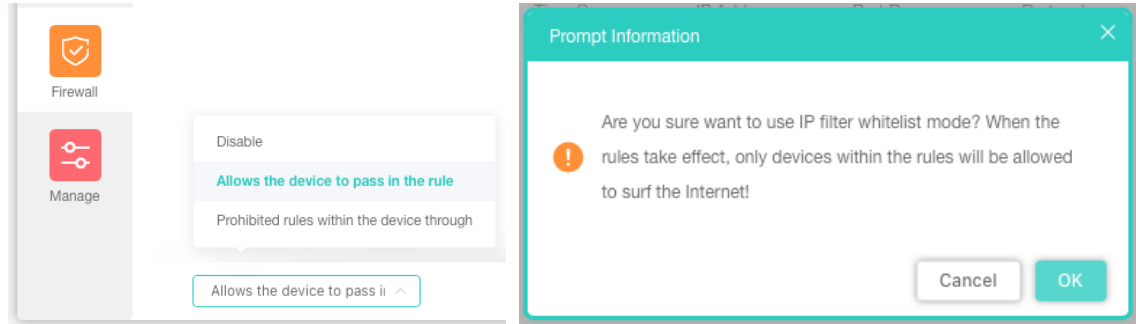 Firewall
Manage
Disable
Allows the device to pass in the rule
Prohibited rules within the device through
Allows the device to pass i
Prompt Information
Are you sure want to use IP filter whitelist mode? When the
rules take effect, only devices within the rules will be allowed
to surf the Internet!
Cancel
OK